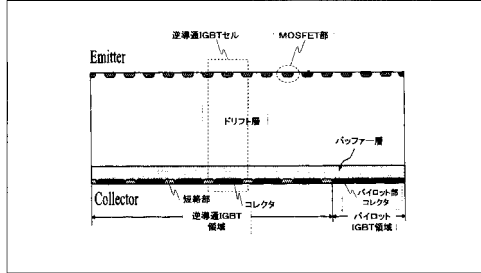 逆導通IGBTセル
MOSFET部
Emitter
ドリフト層
バッファー層
Collector
短絡部
コレクタ
パイロット部
コレクタ
逆導通IGBT
領域
パイロット
IGBT領域